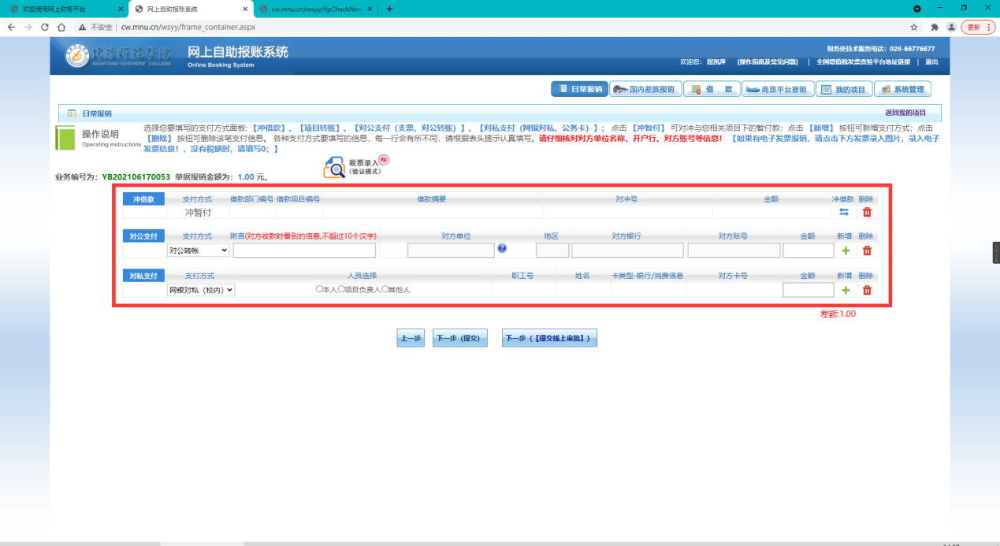 欢迎使用网上财务平台
网上自助报账系统
cw.mnu.cn/wsyy/ifpCheckNew
不安全 | cw.mnu.cn/wsyy/frame_container.aspx
更新
绵阳师范学院
MIANYANG TEACHERS' COLLEGE
网上自助报账系统
Online Booking System
财务处技术服务电话：028-66776677
欢迎您： 屈凯萍 [操作指南及常见问题] | 全国增值税发票查验平台地址链接 | 退出
日常报销 国内差旅报销 借 款 商旅平台报销 我的项目 系统管理
日常报销 返回我的项目
操作说明
Operating instructions
选择您要填写的支付方式面板:【冲借款】、【项目转账】、【对公支付（支票、对公转账）】、【对私支付（网银对私、公务卡）】； 点击 【冲暂付】 可对冲与您相关项目下的暂付款；点击 【新增】 按钮可新增支付方式；点击
【删除】 按钮可删除该笔支付信息。 各种支付方式要填写的信息，每一行会有所不同，请根据表头提示认真填写。请仔细核对对方单位名称、开户行、对方账号等信息！ 【如果有电子发票报销，请点击下方发票录入图片，录入电子
发票信息！，没有税额时，请填写0；】
税票录入
（验证模式）
业务编号为: YB202106170053 单据报销金额为: 1.00 元。
冲借款 支付方式 借款部门编号 借款项目编号 借款摘要 对冲号 金额 冲借款 删除
冲暂付
对公支付 支付方式 附言(对方收款时看到的信息,不超过10个汉字) 对方单位 地区 对方银行 对方账号 金额 新增 删除
对公转帐
对私支付 支付方式 人员选择 职工号 姓名 卡类型-银行/消费信息 对方卡号 金额 新增 删除
网银对私（校内） 本人 项目负责人 其他人
差额:1.00
上一步 下一步（提交） 下一步（【提交线上审批】）